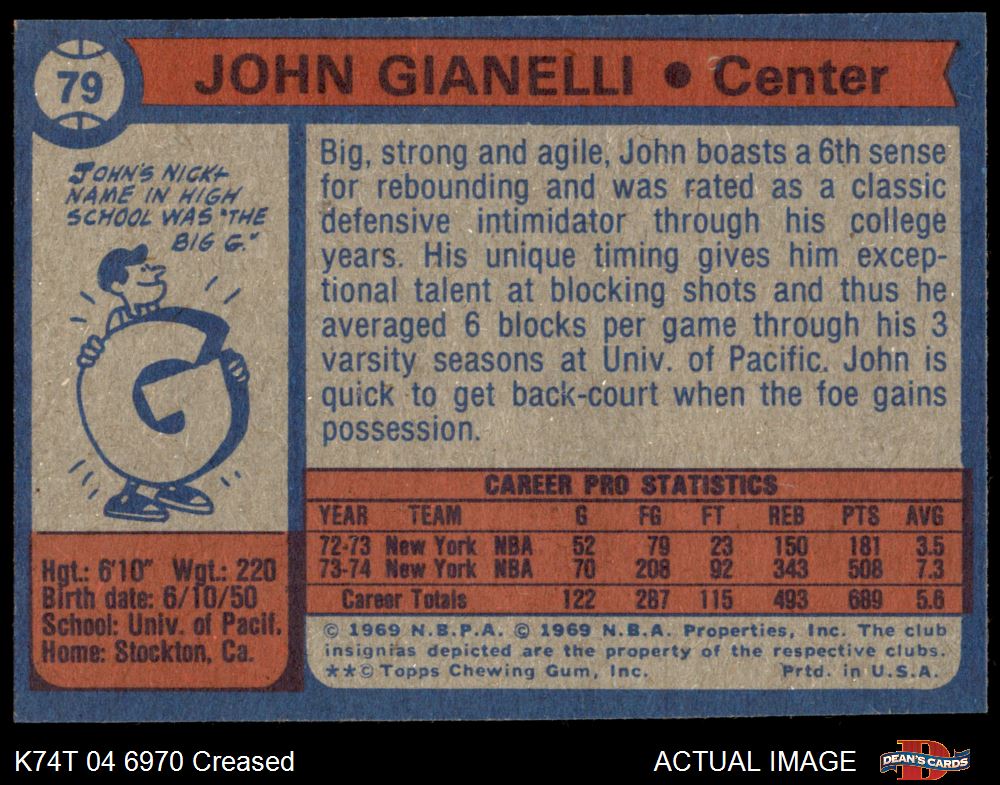 79
JOHN GIANELLI • Center
JOHN'S NICK-
NAME IN HIGH
SCHOOL WAS "THE
BIG G."
G
Hgt.: 6'10" Wgt.: 220
Birth date: 6/10/50
School: Univ. of Pacif.
Home: Stockton, Ca.
Big, strong and agile, John boasts a 6th sense
for rebounding and was rated as a classic
defensive intimidator through his college
years. His unique timing gives him excep-
tional talent at blocking shots and thus he
averaged 6 blocks per game through his 3
varsity seasons at Univ. of Pacific. John is
quick to get back-court when the foe gains
possession.
CAREER PRO STATISTICS
YEAR TEAM G FG FT REB PTS AVG
72-73 New York NBA 52 79 23 150 181 3.5
73-74 New York NBA 70 208 92 343 508 7.3
Career Totals 122 287 115 493 689 5.6
© 1969 N.B.P.A. © 1969 N.B.A. Properties, Inc. The club
insignias depicted are the property of the respective clubs.
**© Topps Chewing Gum, Inc. Prtd. in U.S.A.
K74T 04 6970 Creased
ACTUAL IMAGE
D
DEAN'S CARDS